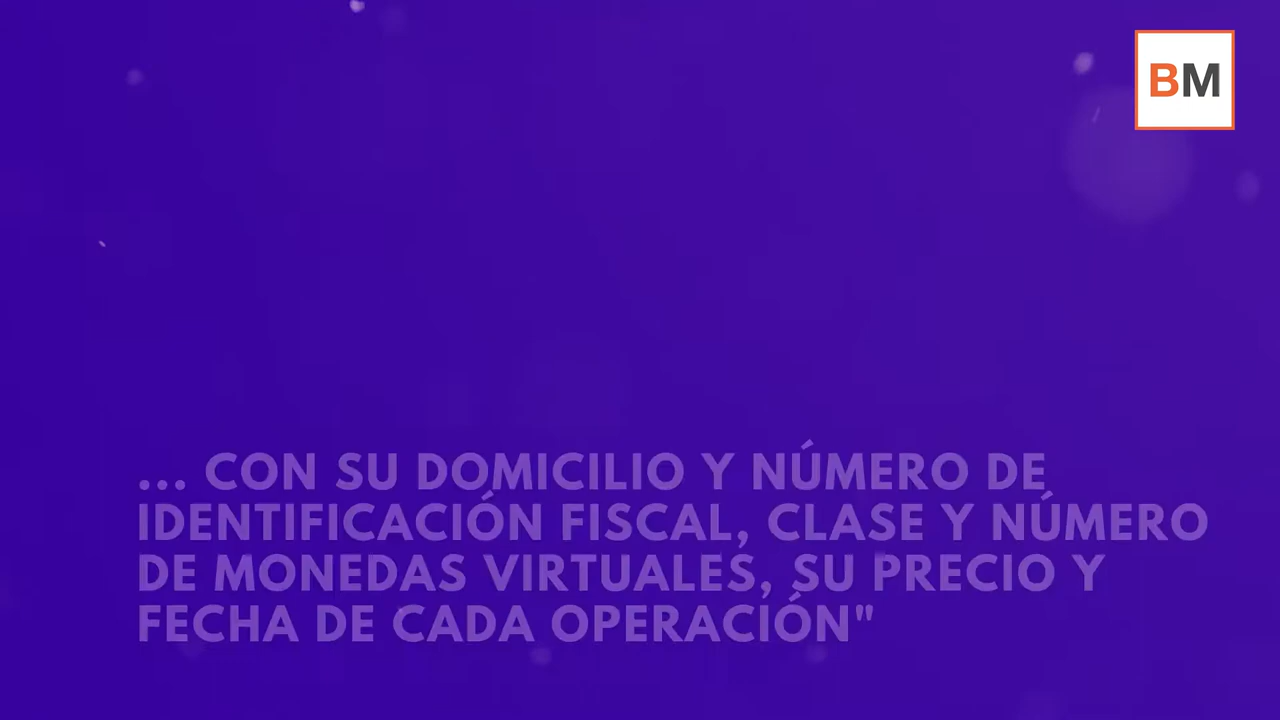 BM
... CON SU DOMICILIO Y NÚMERO DE
IDENTIFICACIÓN FISCAL, CLASE Y NÚMERO
DE MONEDAS VIRTUALES, SU PRECIO Y
FECHA DE CADA OPERACIÓN"